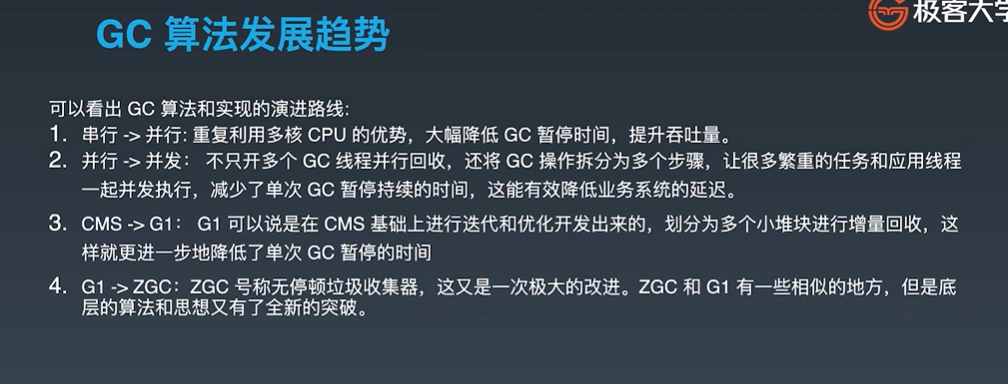 极客大学
GC 算法发展趋势
可以看出 GC 算法和实现的演进路线:
1. 串行 -> 并行: 重复利用多核 CPU 的优势，大幅降低 GC 暂停时间，提升吞吐量。
2. 并行 -> 并发： 不只开多个 GC 线程并行回收，还将 GC 操作拆分为多个步骤，让很多繁重的任务和应用线程
一起并发执行，减少了单次 GC 暂停持续的时间，这能有效降低业务系统的延迟。
3. CMS -> G1： G1 可以说是在 CMS 基础上进行迭代和优化开发出来的，划分为多个小堆块进行增量回收，这
样就更进一步地降低了单次 GC 暂停的时间
4. G1 -> ZGC：ZGC 号称无停顿垃圾收集器，这又是一次极大的改进。ZGC 和 G1 有一些相似的地方，但是底
层的算法和思想又有了全新的突破。